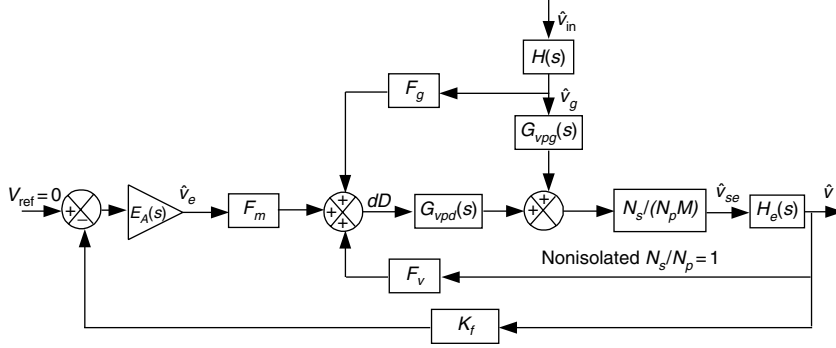 v̂in
H(s)
Fg
v̂g
Gvpg(s)
Vref = 0
+
−
EA(s)
v̂e
Fm
+
+
+
dD
Gvpd(s)
+
+
Ns/(NpM)
v̂se
He(s)
v̂
Fv
Nonisolated Ns/Np = 1
Kf